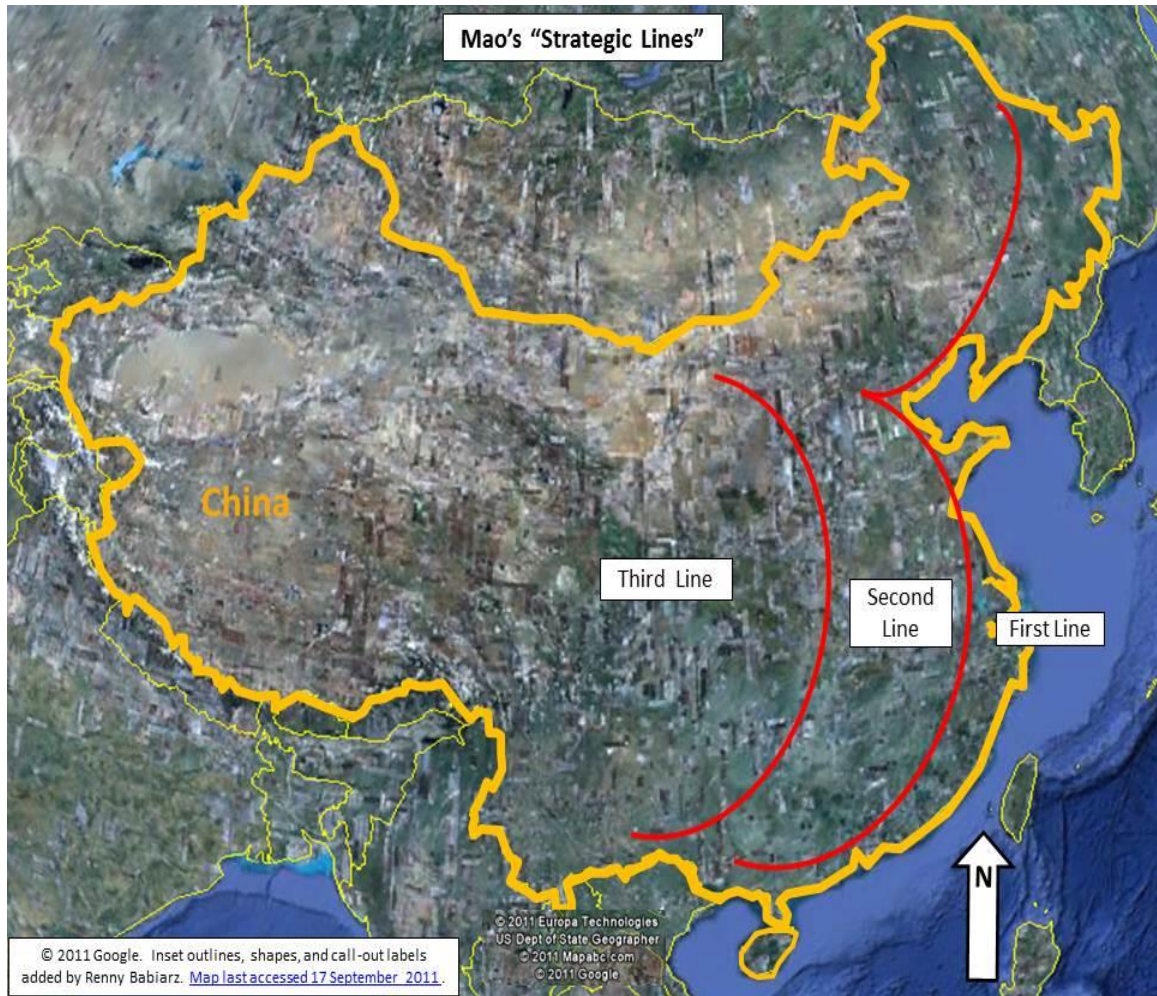 Mao's “Strategic Lines”
China
Third Line
Second
Line
First Line
N
© 2011 Europa Technologies
US Dept of State Geographer
© 2011 Mapabc.com
© 2011 Google
© 2011 Google. Inset outlines, shapes, and call-out labels
added by Renny Babiarz. Map last accessed 17 September 2011.